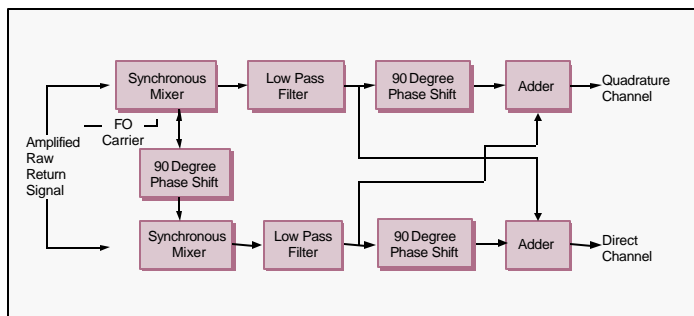 Synchronous
Mixer
Low Pass
Filter
90 Degree
Phase Shift
Adder
Quadrature
Channel
FO
Carrier
Amplified
Raw
Return
Signal
90 Degree
Phase Shift
Synchronous
Mixer
Low Pass
Filter
90 Degree
Phase Shift
Adder
Direct
Channel